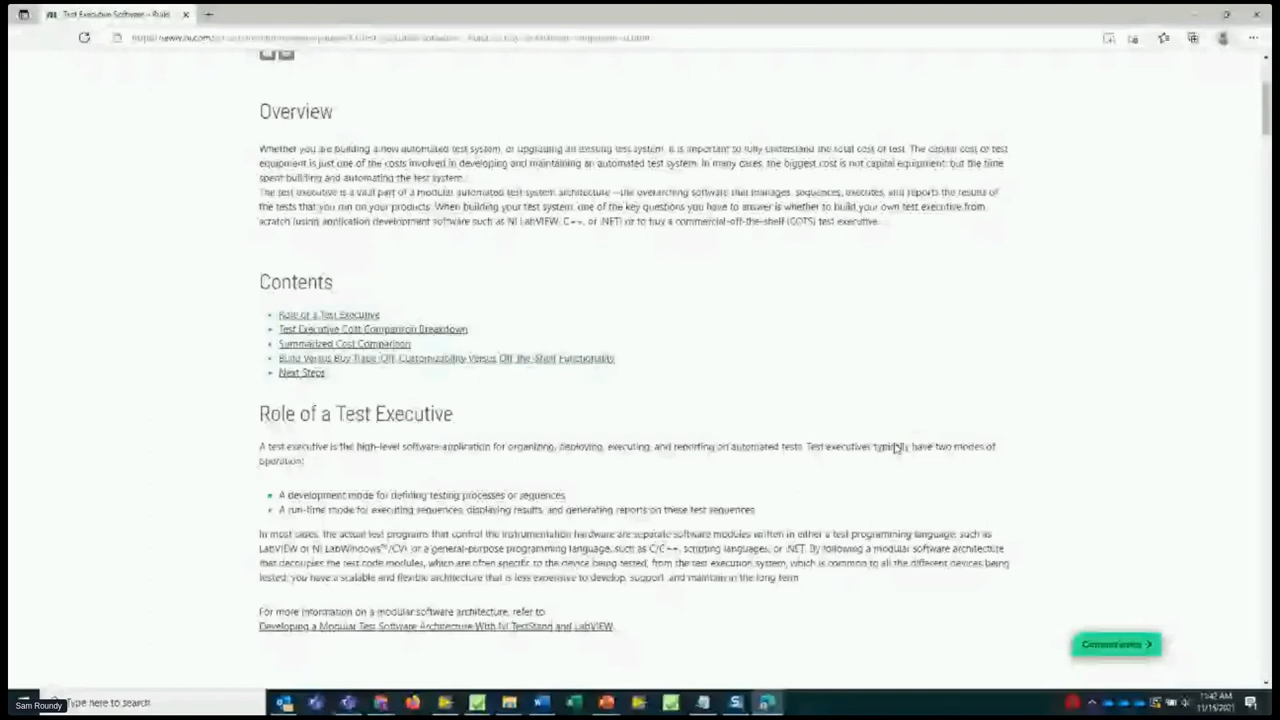 Test Executive Software - Build
Overview
Whether you are building a new automated test system, or upgrading an existing test system, it is important to fully understand the total cost of test. The capital cost of test
equipment is just one of the costs involved in developing and maintaining an automated test system. In many cases, the biggest cost is not capital equipment, but the time
spent building and automating the test system.
The test executive is a vital part of a modular automated test system architecture—the overarching software that manages, sequences, executes, and reports the results of
the tests that you run on your products. When building your test system, one of the key questions you have to answer is whether to build your own test executive from
scratch (using application development software such as NI LabVIEW, C++, or .NET) or to buy a commercial-off-the-shelf (COTS) test executive.
Contents
Role of a Test Executive
Test Executive Cost Comparison Breakdown
Summarized Cost Comparison
Build Versus Buy Trade-Off: Customizability Versus Off-the-Shelf Functionality
Next Steps
Role of a Test Executive
A test executive is the high-level software application for organizing, deploying, executing, and reporting on automated tests. Test executives typically have two modes of
operation:
A development mode for defining testing processes or sequences
A run-time mode for executing sequences, displaying results, and generating reports on these test sequences
In most cases, the actual test programs that control the instrumentation hardware are separate software modules written in either a test programming language, such as
LabVIEW or NI LabWindows™/CVI or a general-purpose programming language, such as C/C++, scripting languages, or .NET. By following a modular software architecture
that decouples the test code modules, which are often specific to the device being tested, from the test execution system, which is common to all the different devices being
tested, you have a scalable and flexible architecture that is less expensive to develop, support, and maintain in the long term
For more information on a modular software architecture, refer to
Developing a Modular Test Software Architecture With NI TestStand and LabVIEW.
Type here to search
Sam Roundy
11:42 AM
11/15/2021